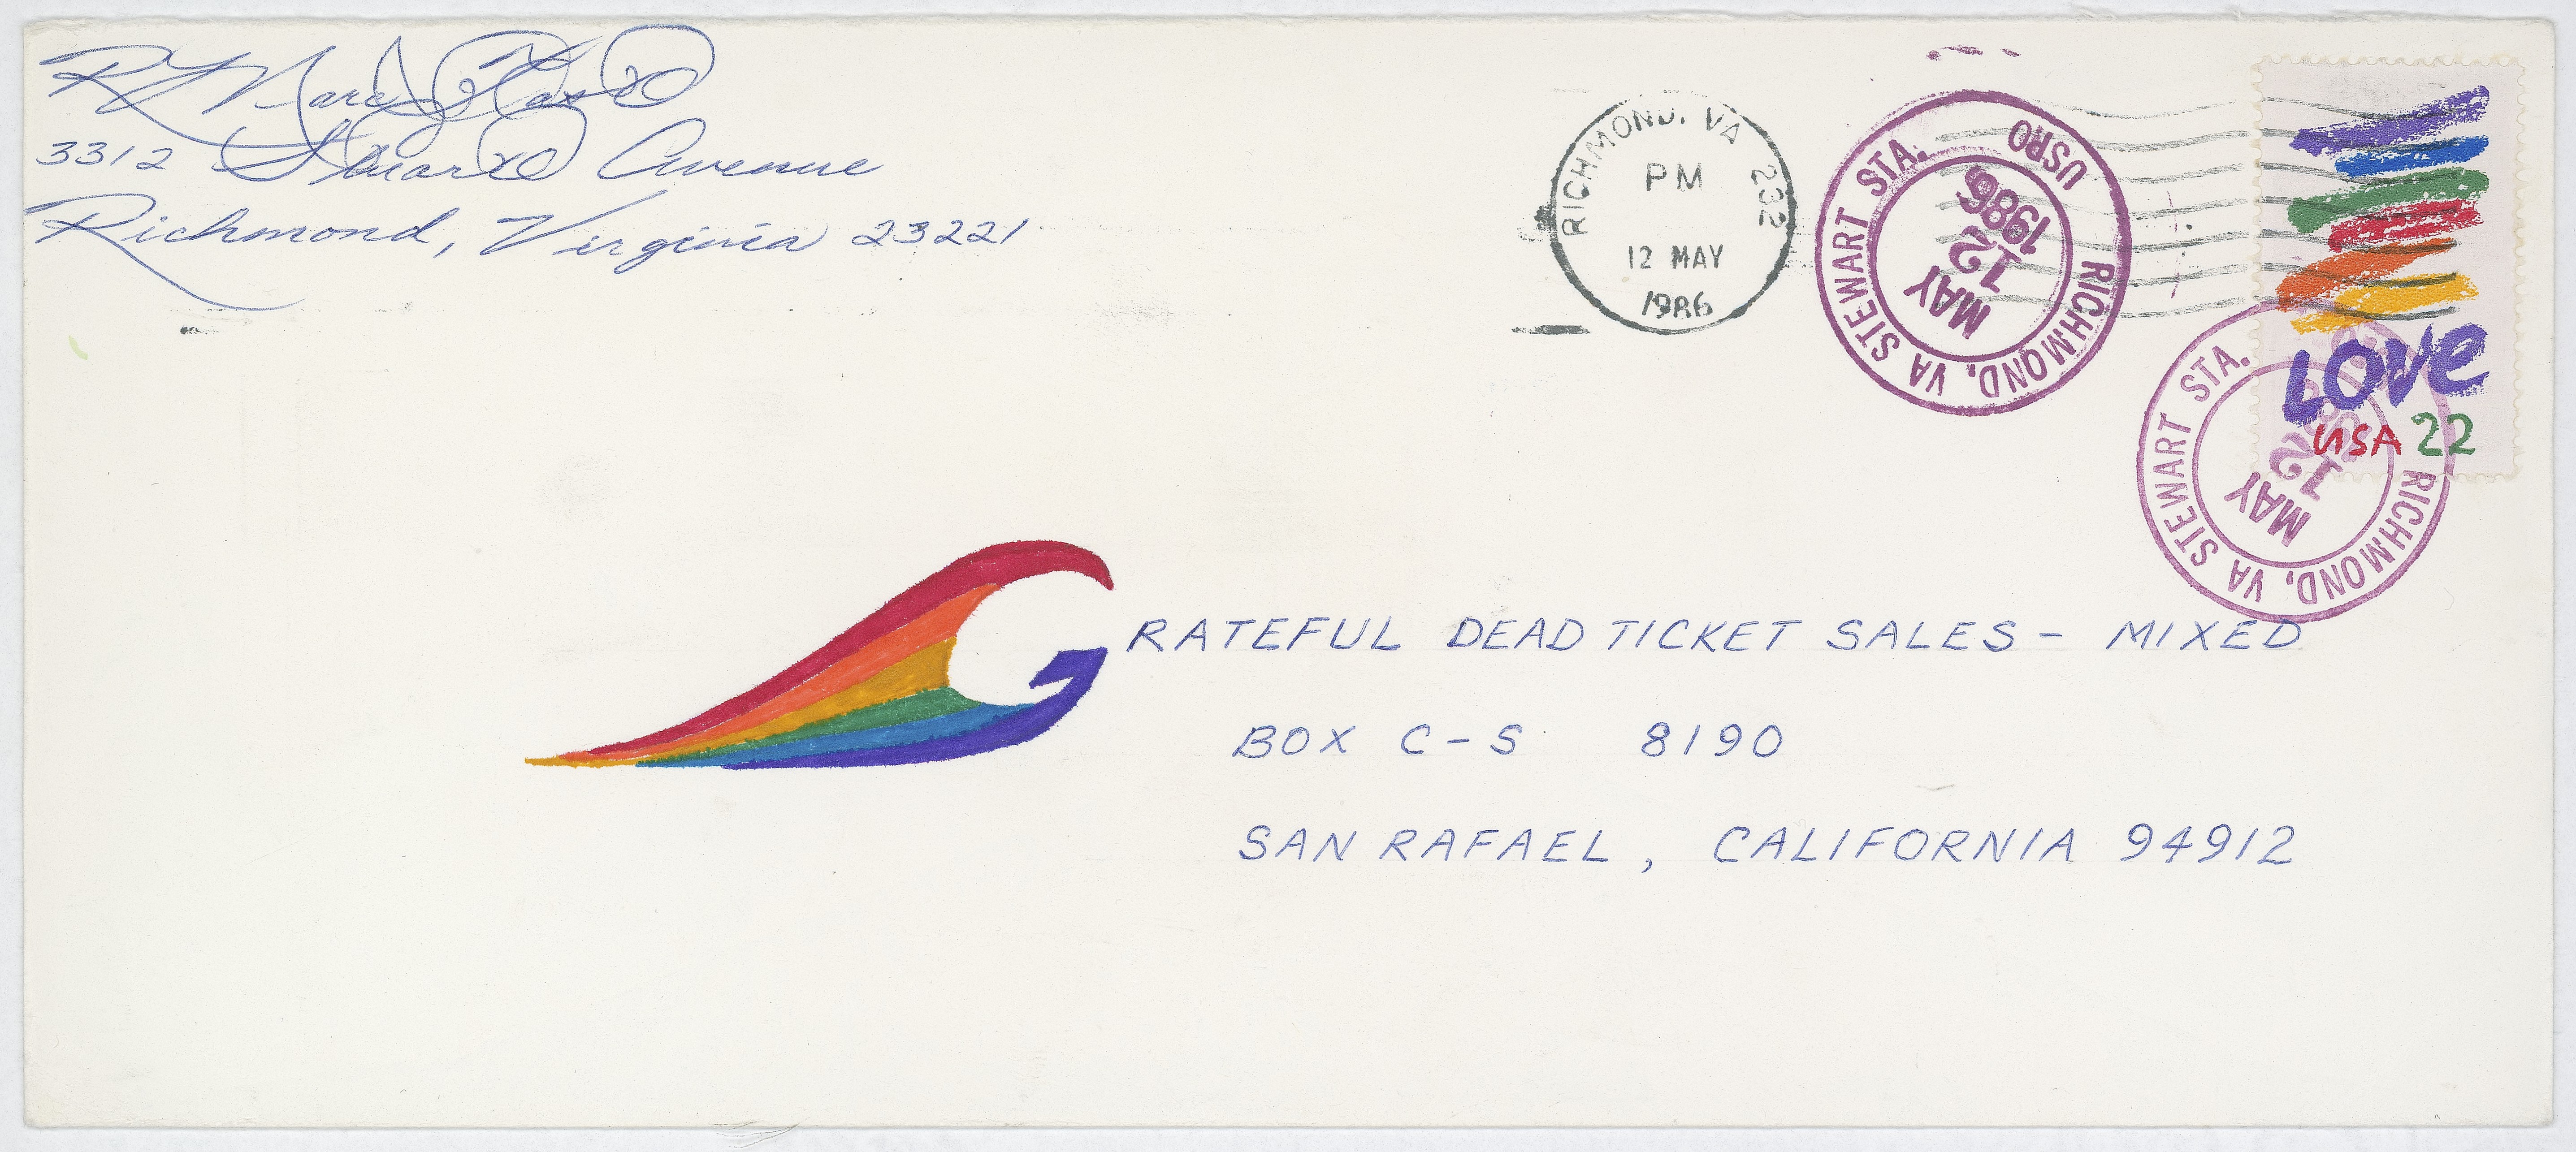 3312 Stuart Avenue
Richmond, Virginia 23221
RICHMOND, VA 232
PM
12 MAY
1986
RICHMOND, VA STEWART STA.
USPO
MAY
12
1986
LOVE
USA 22
RICHMOND, VA STEWART STA.
MAY
12
GRATEFUL DEAD TICKET SALES - MIXED
BOX C-S 8190
SAN RAFAEL, CALIFORNIA 94912